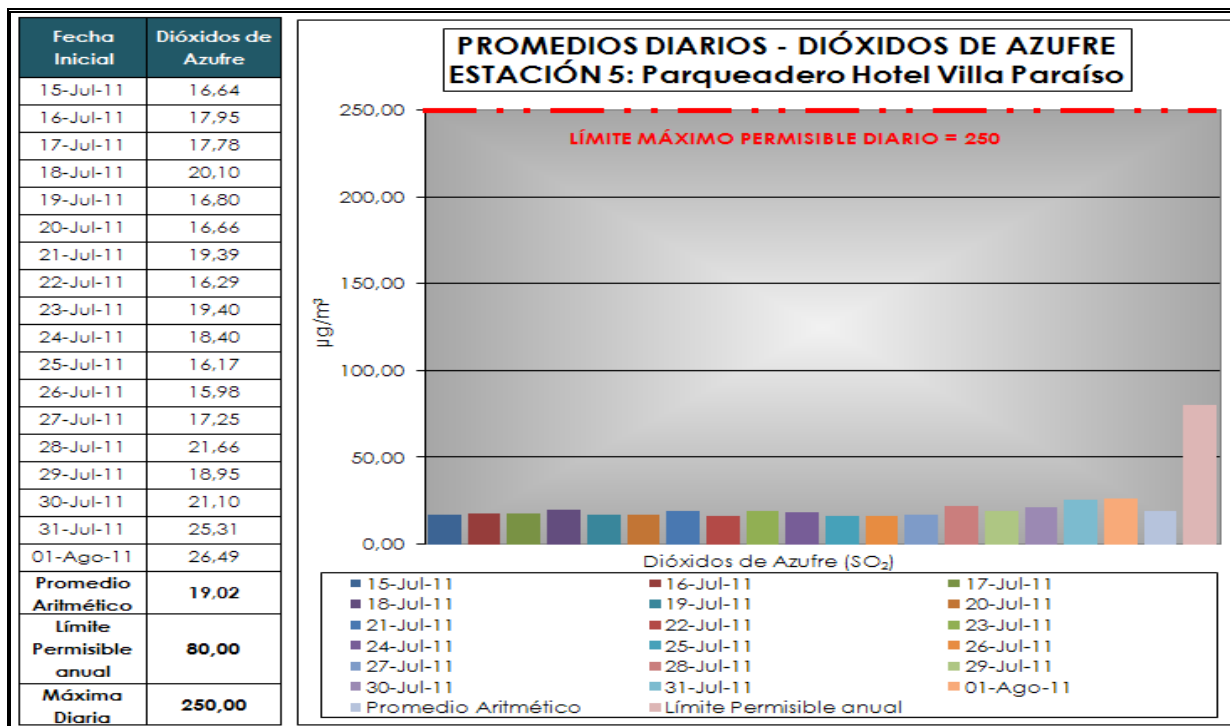 Fecha Inicial Dióxidos de Azufre
15-Jul-11 16,64
16-Jul-11 17,95
17-Jul-11 17,78
18-Jul-11 20,10
19-Jul-11 16,80
20-Jul-11 16,66
21-Jul-11 19,39
22-Jul-11 16,29
23-Jul-11 19,40
24-Jul-11 18,40
25-Jul-11 16,17
26-Jul-11 15,98
27-Jul-11 17,25
28-Jul-11 21,66
29-Jul-11 18,95
30-Jul-11 21,10
31-Jul-11 25,31
01-Ago-11 26,49
Promedio Aritmético 19,02
Límite Permisible anual 80,00
Máxima Diaria 250,00
PROMEDIOS DIARIOS - DIÓXIDOS DE AZUFRE
ESTACIÓN 5: Parqueadero Hotel Villa Paraíso
LÍMITE MÁXIMO PERMISIBLE DIARIO = 250
250,00
200,00
150,00
100,00
50,00
0,00
µg/m³
Dióxidos de Azufre (SO₂)
15-Jul-11 16-Jul-11 17-Jul-11
18-Jul-11 19-Jul-11 20-Jul-11
21-Jul-11 22-Jul-11 23-Jul-11
24-Jul-11 25-Jul-11 26-Jul-11
27-Jul-11 28-Jul-11 29-Jul-11
30-Jul-11 31-Jul-11 01-Ago-11
Promedio Aritmético Límite Permisible anual